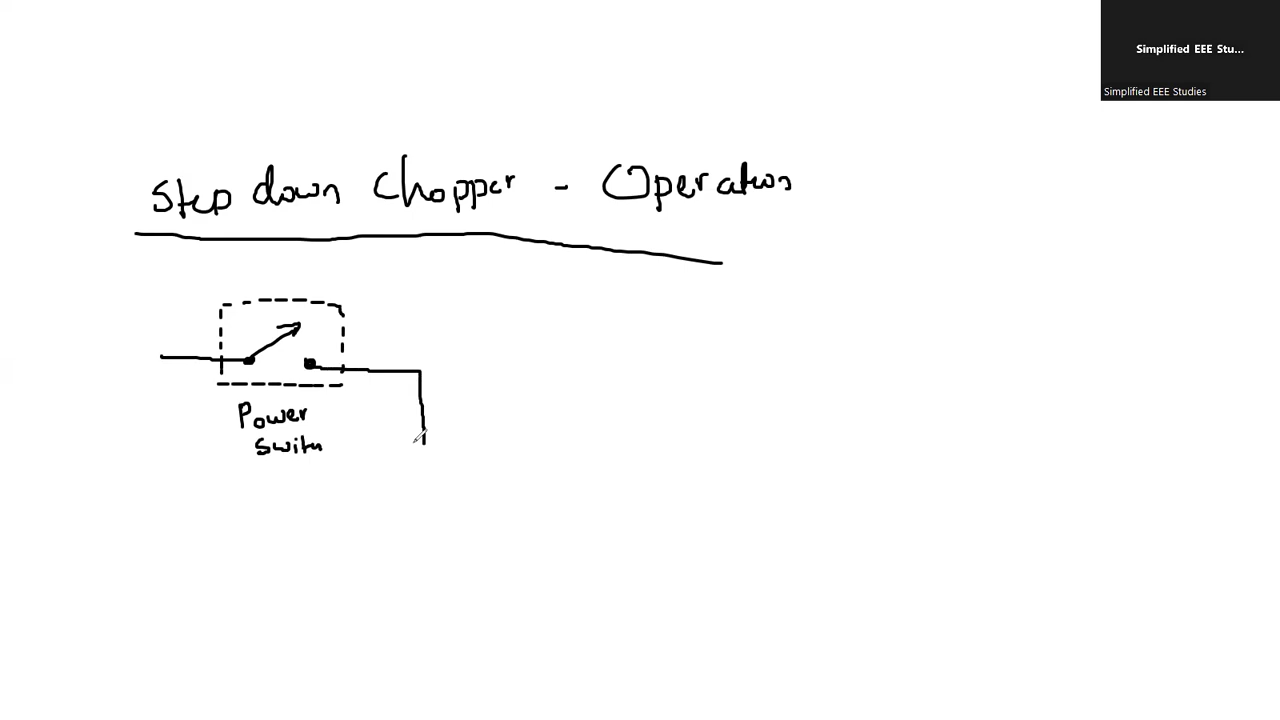 Simplified EEE Stu...
Simplified EEE Studies
Step down Chopper - Operation
Power
Switch